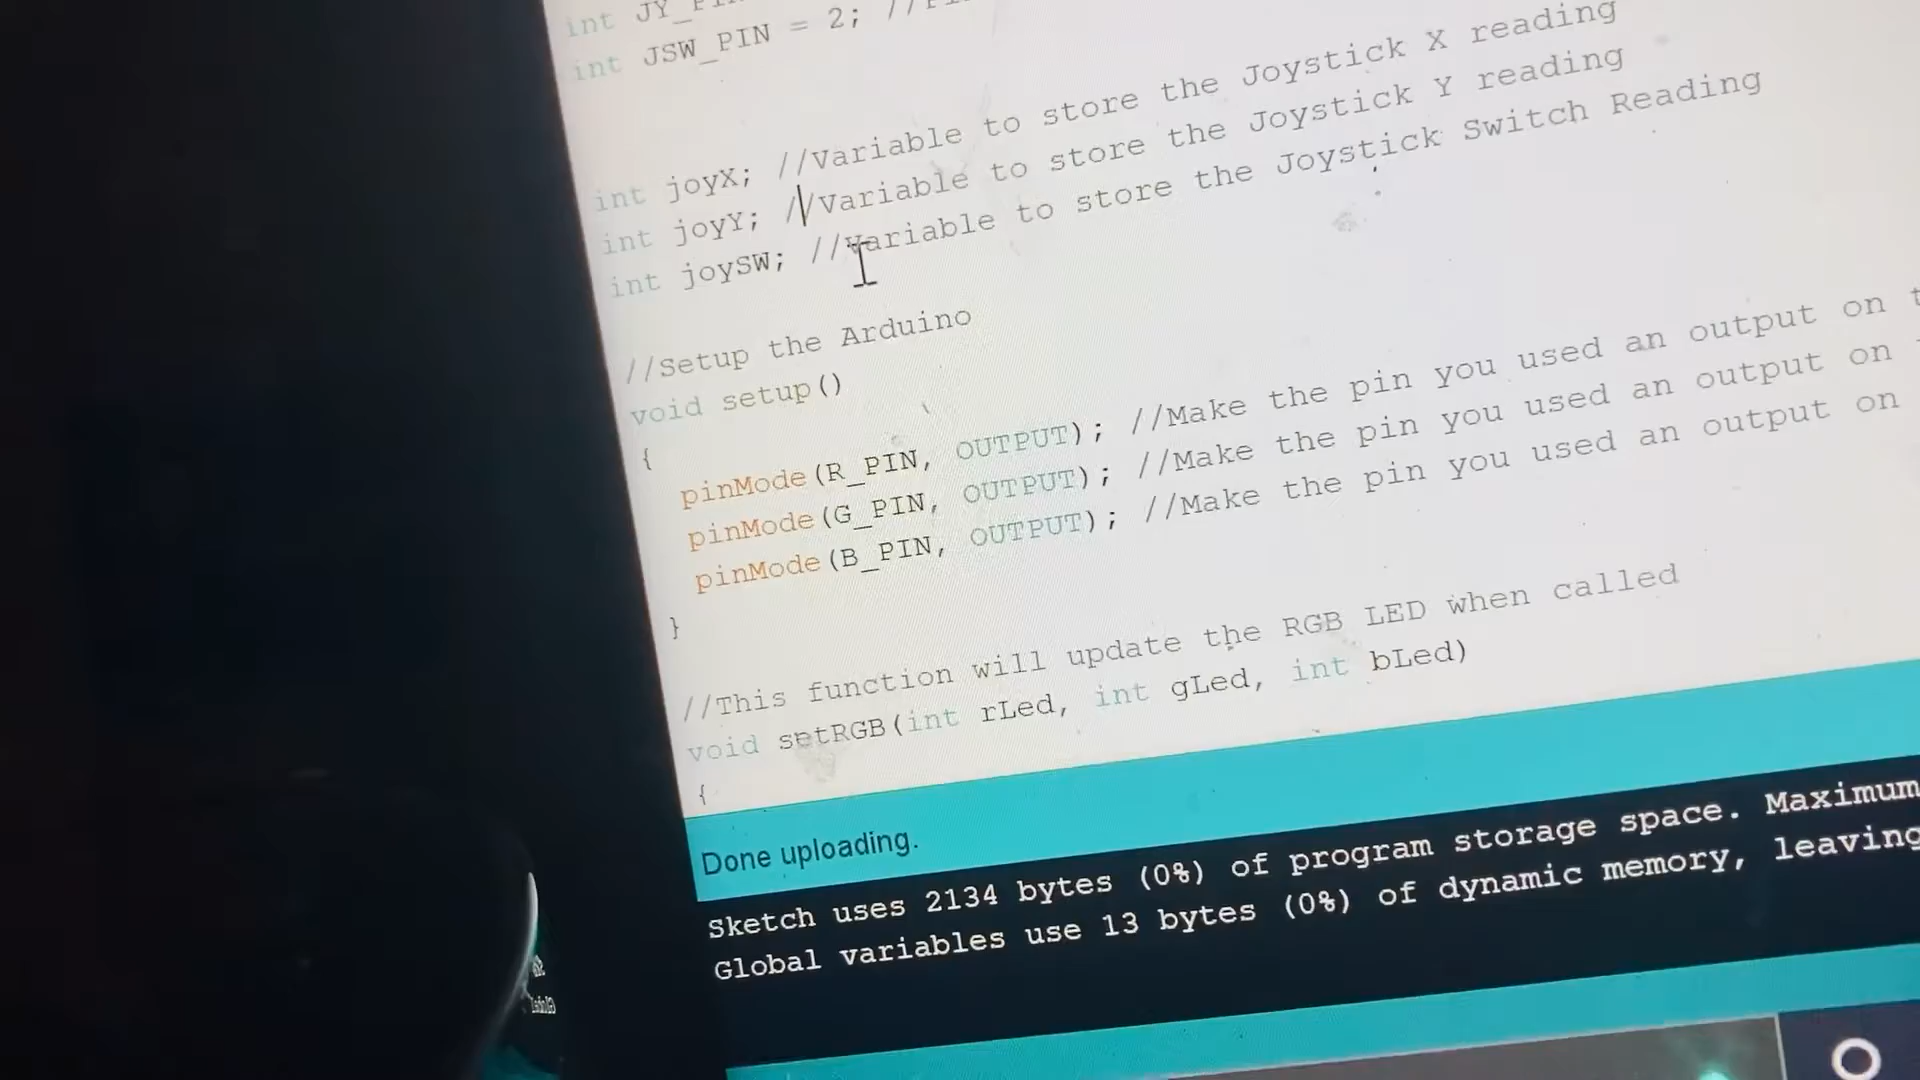 int JY_
int JSW_PIN = 2; //
int joyX; //Variable to store the Joystick X reading
int joyY; //Variable to store the Joystick Y reading
int joySW; //Variable to store the Joystick Switch Reading
//Setup the Arduino
void setup()
{
pinMode(R_PIN, OUTPUT); //Make the pin you used an output on
pinMode(G_PIN, OUTPUT); //Make the pin you used an output on
pinMode(B_PIN, OUTPUT); //Make the pin you used an output on
}
//This function will update the RGB LED when called
void setRGB(int rLed, int gLed, int bLed)
{
Done uploading.
Sketch uses 2134 bytes (0%) of program storage space. Maximum
Global variables use 13 bytes (0%) of dynamic memory, leaving